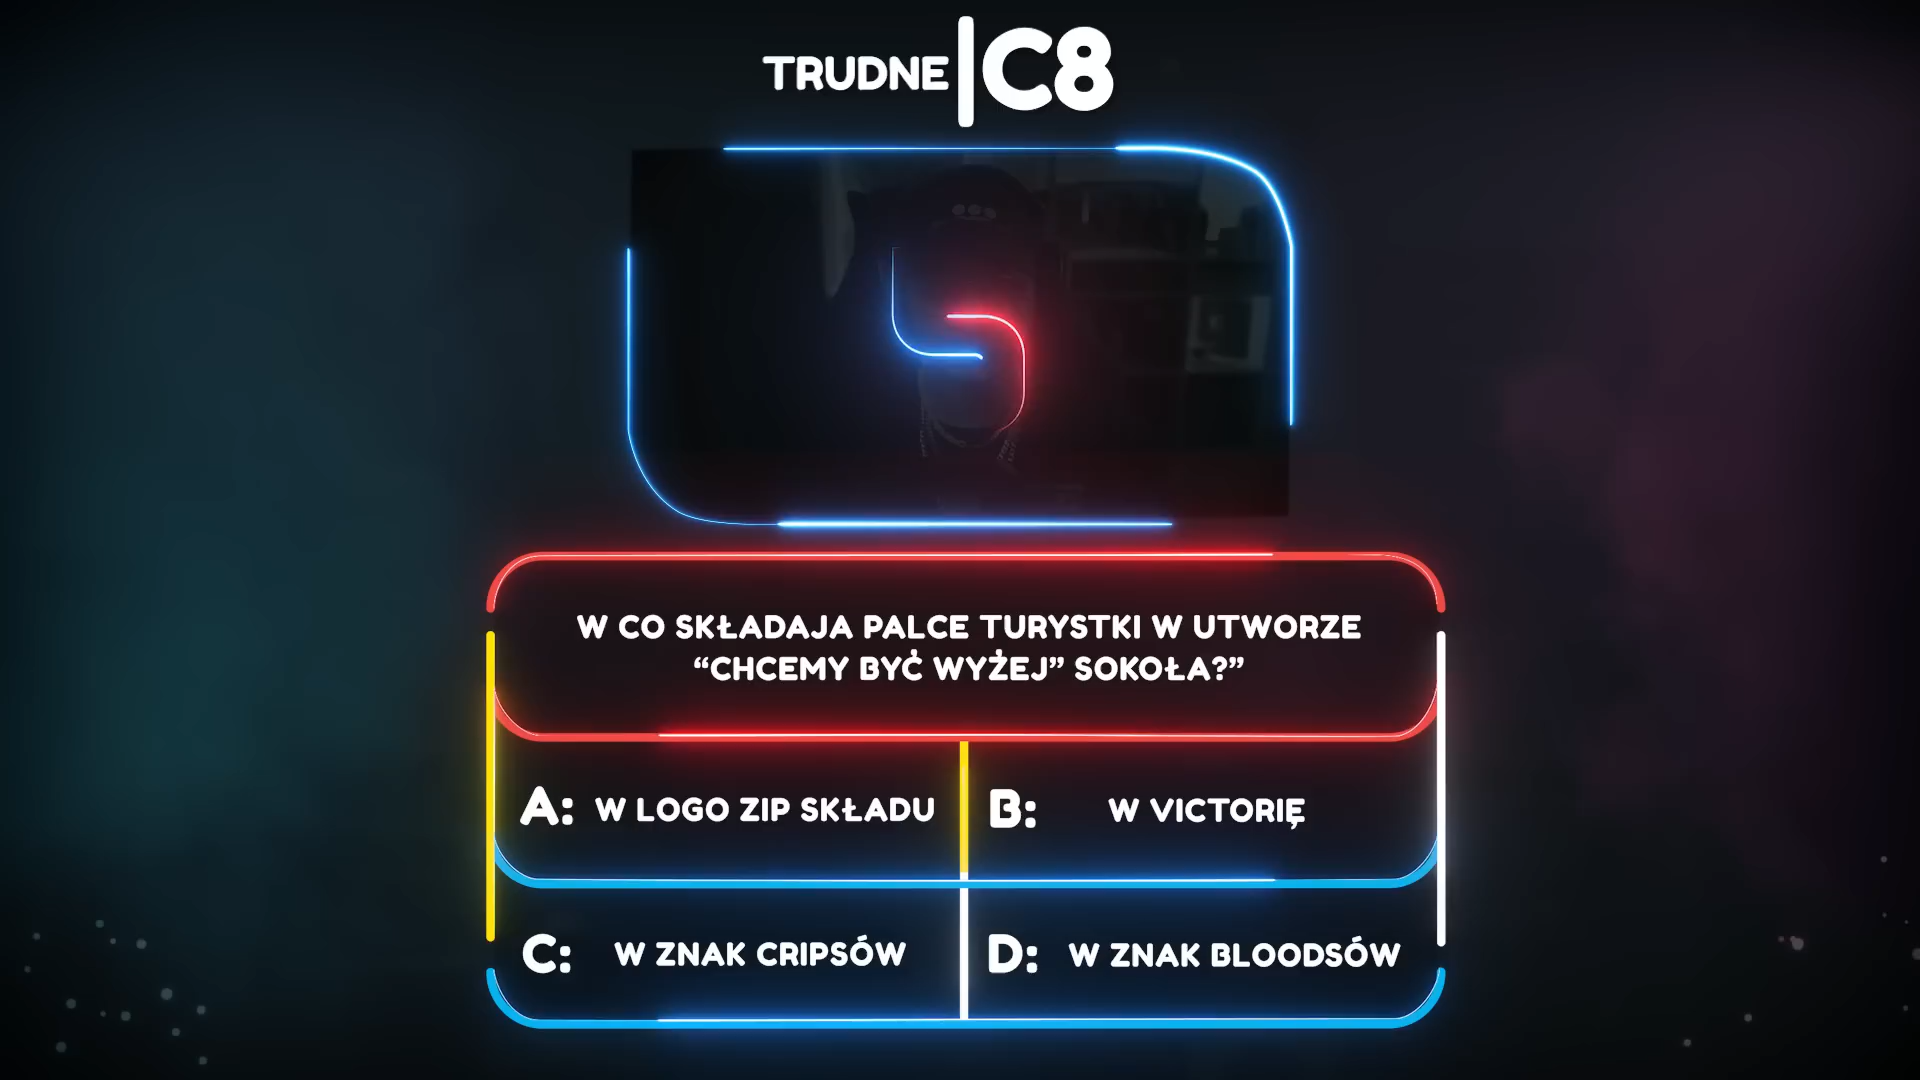 TRUDNE|C8
W CO SKŁADAJA PALCE TURYSTKI W UTWORZE
“CHCEMY BYĆ WYŻEJ” SOKOŁA?”
A: W LOGO ZIP SKŁADU
B: W VICTORIĘ
C: W ZNAK CRIPSÓW
D: W ZNAK BLOODSÓW